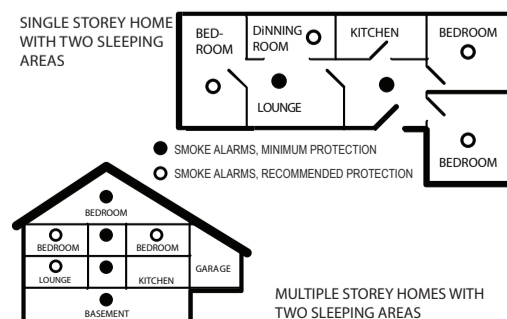 SINGLE STOREY HOME
WITH TWO SLEEPING
AREAS
BED-
ROOM
DiNNING
ROOM
KITCHEN
BEDROOM
LOUNGE
BEDROOM
SMOKE ALARMS, MINIMUM PROTECTION
SMOKE ALARMS, RECOMMENDED PROTECTION
BEDROOM
BEDROOM
BEDROOM
LOUNGE
KITCHEN
GARAGE
BASEMENT
MULTIPLE STOREY HOMES WITH
TWO SLEEPING AREAS